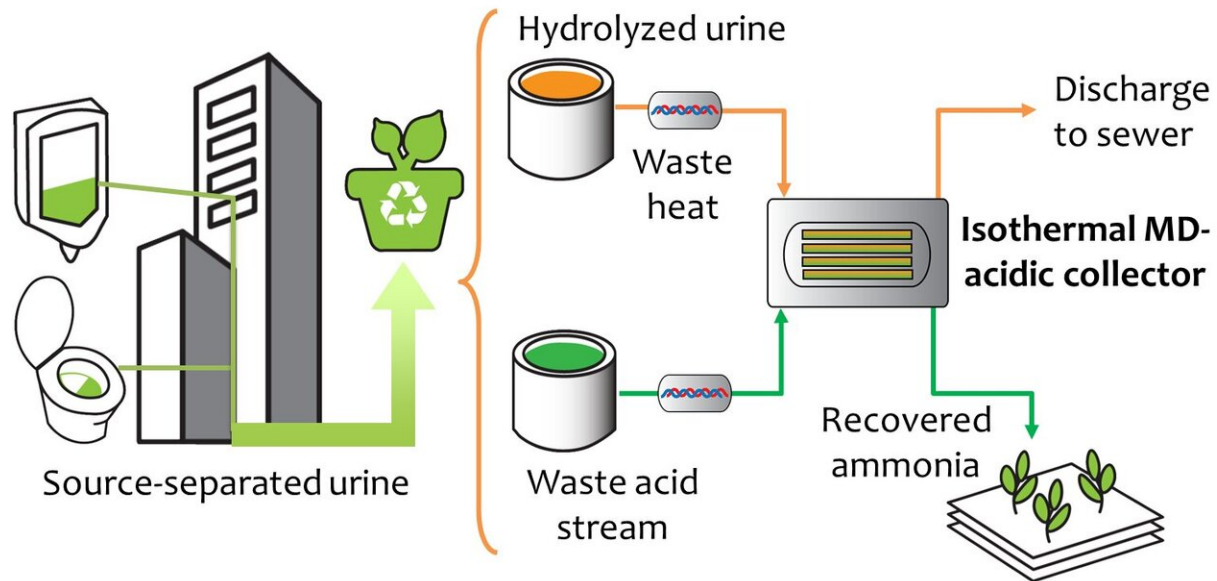 Source-separated urine
Hydrolyzed urine
Waste
heat
Discharge
to sewer
Isothermal MD-
acidic collector
Waste acid
stream
Recovered
ammonia